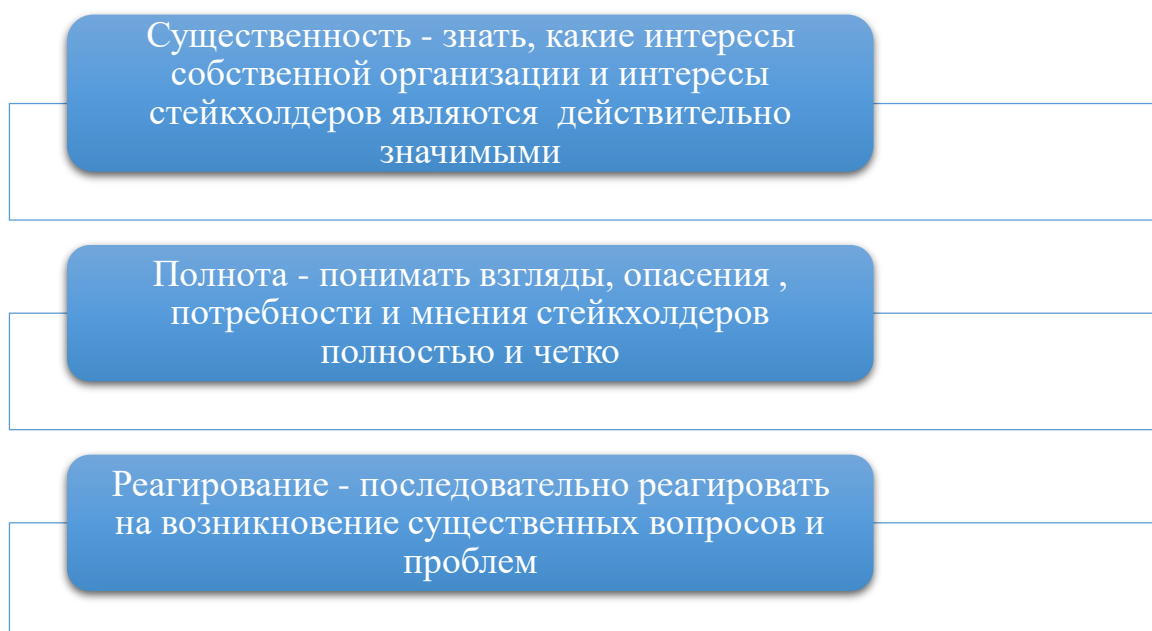 Существенность - знать, какие интересы
собственной организации и интересы
стейкхолдеров являются  действительно
значимыми
Полнота - понимать взгляды, опасения ,
потребности и мнения стейкхолдеров
полностью и четко
Реагирование - последовательно реагировать
на возникновение существенных вопросов и
проблем